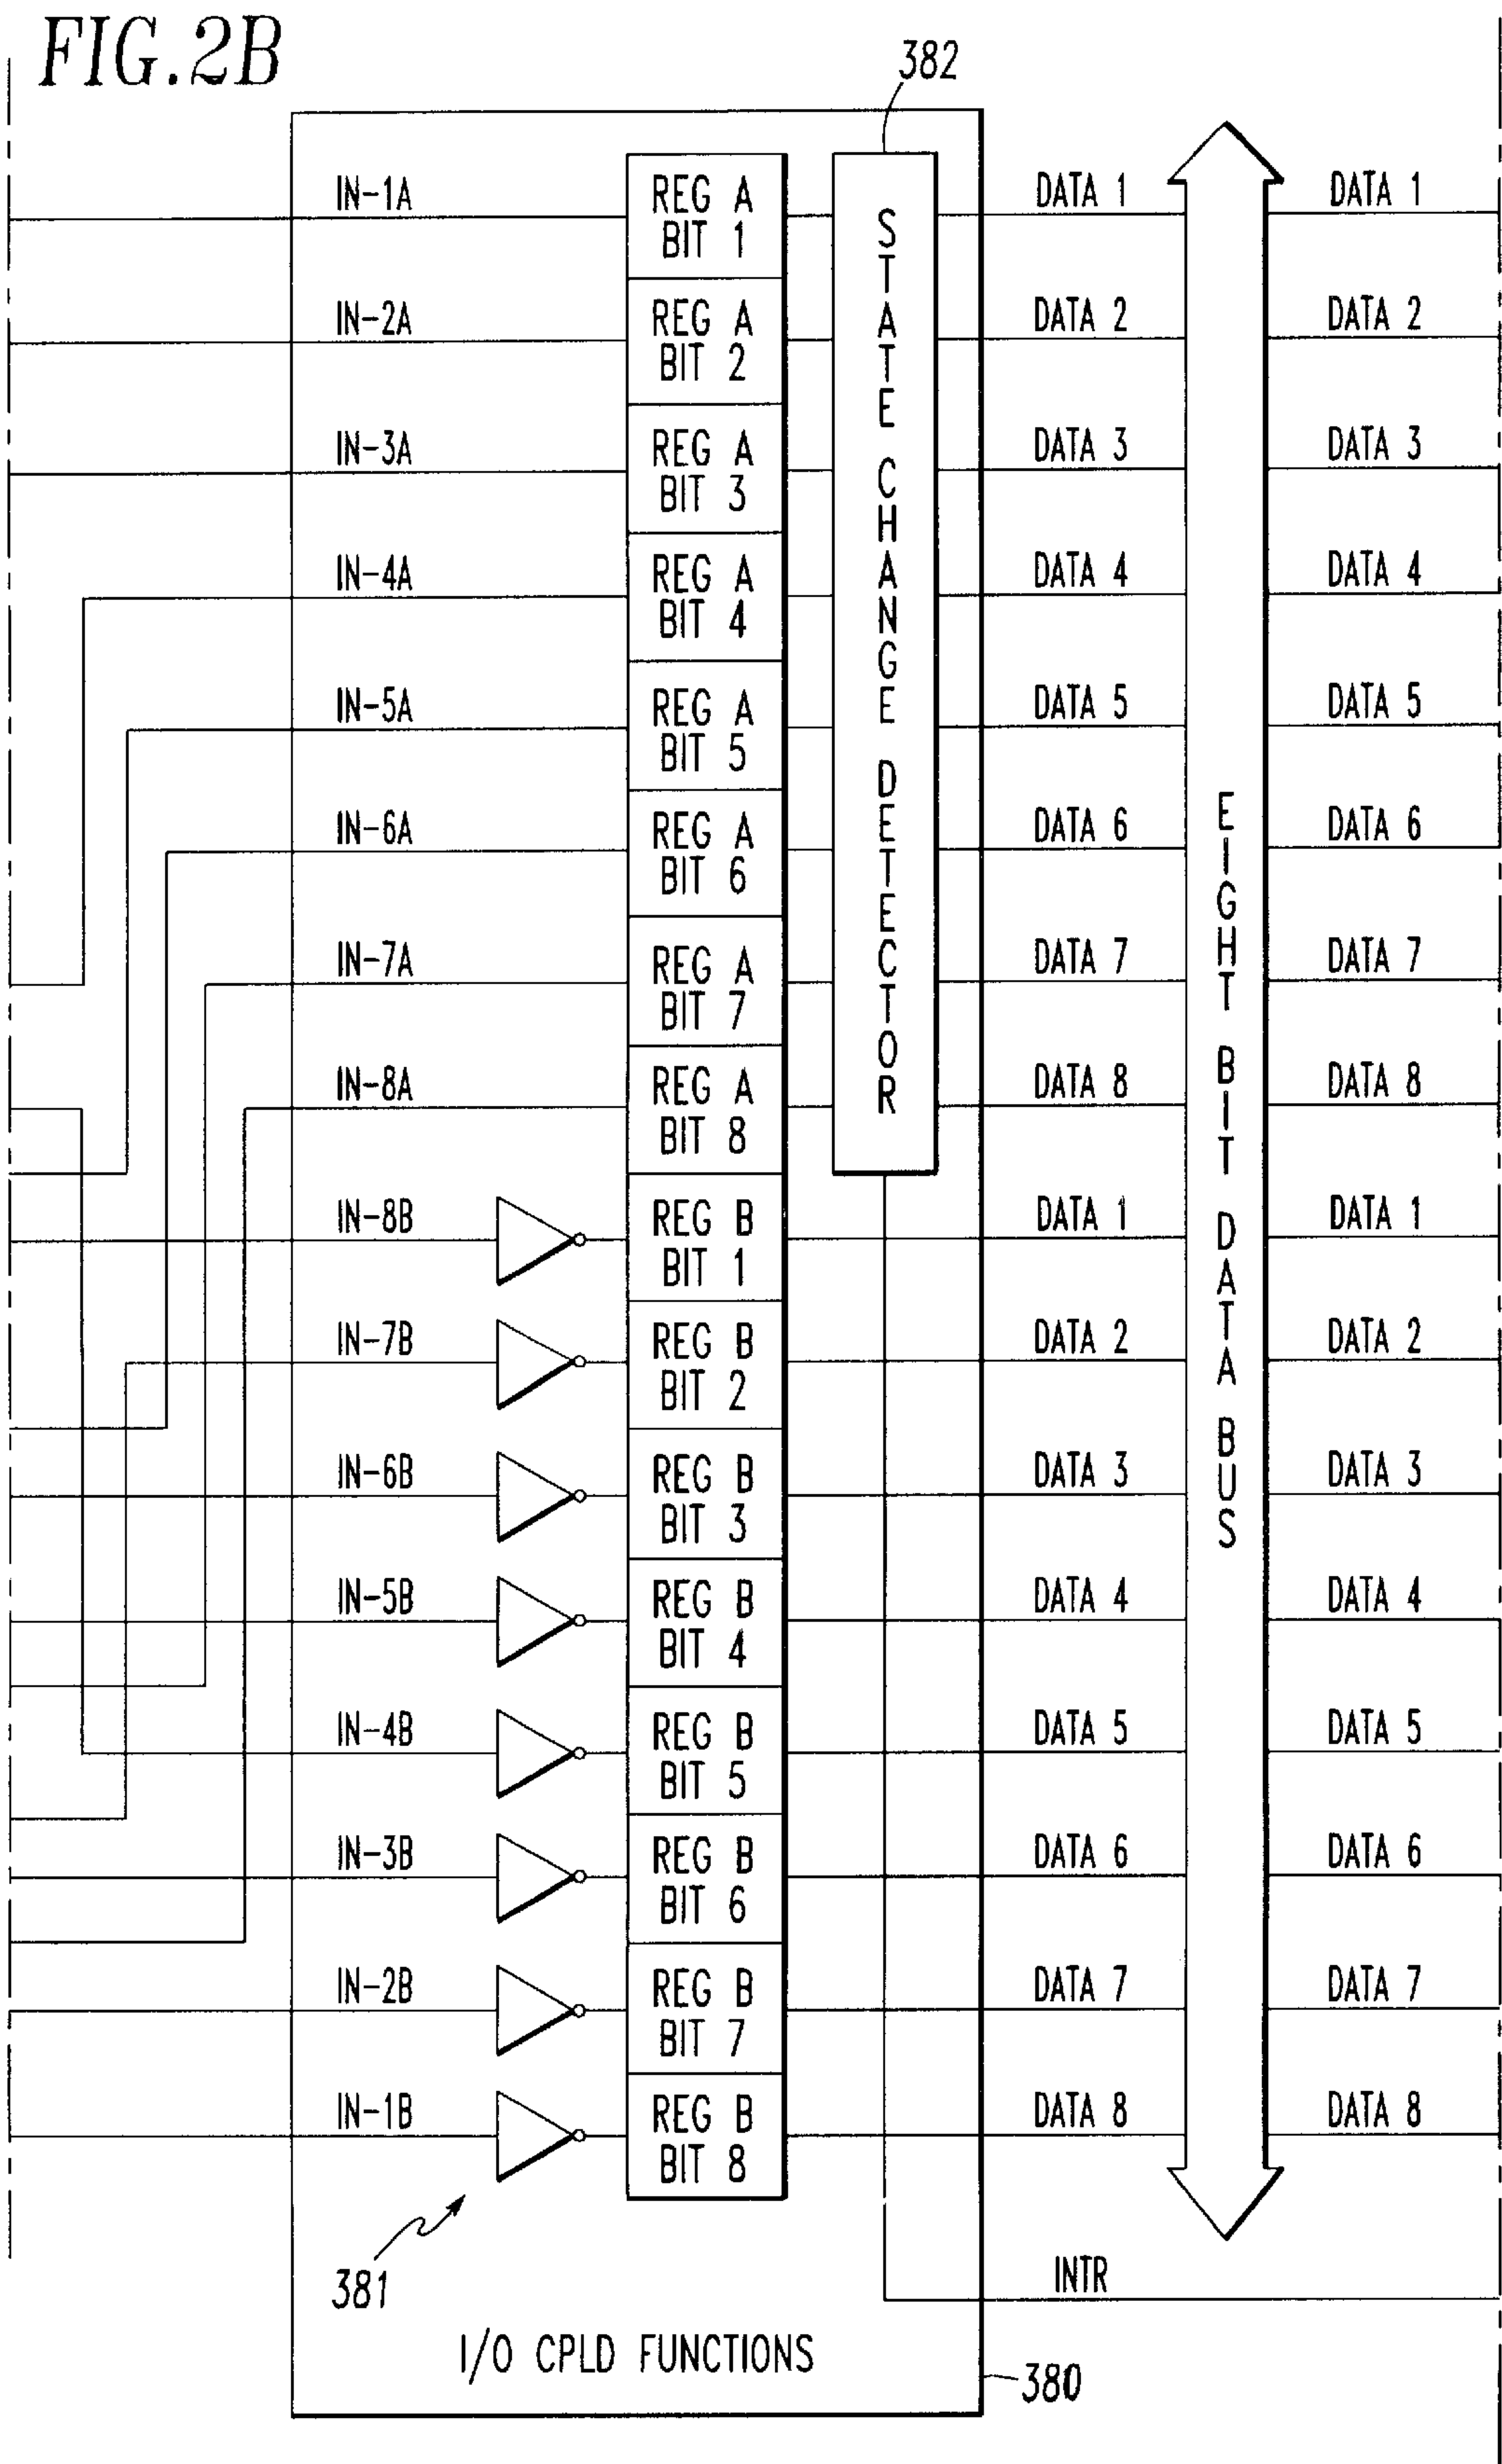 FIG.2B
382
IN-1A
REG A
BIT 1
DATA 1
DATA 1
IN-2A
REG A
BIT 2
DATA 2
DATA 2
IN-3A
REG A
BIT 3
DATA 3
DATA 3
IN-4A
REG A
BIT 4
DATA 4
DATA 4
IN-5A
REG A
BIT 5
DATA 5
DATA 5
IN-6A
REG A
BIT 6
DATA 6
DATA 6
IN-7A
REG A
BIT 7
DATA 7
DATA 7
IN-8A
REG A
BIT 8
DATA 8
DATA 8
STATE CHANGE DETECTOR
EIGHT BIT DATA BUS
IN-8B
REG B
BIT 1
DATA 1
DATA 1
IN-7B
REG B
BIT 2
DATA 2
DATA 2
IN-6B
REG B
BIT 3
DATA 3
DATA 3
IN-5B
REG B
BIT 4
DATA 4
DATA 4
IN-4B
REG B
BIT 5
DATA 5
DATA 5
IN-3B
REG B
BIT 6
DATA 6
DATA 6
IN-2B
REG B
BIT 7
DATA 7
DATA 7
IN-1B
REG B
BIT 8
DATA 8
DATA 8
381
INTR
I/O CPLD FUNCTIONS
380